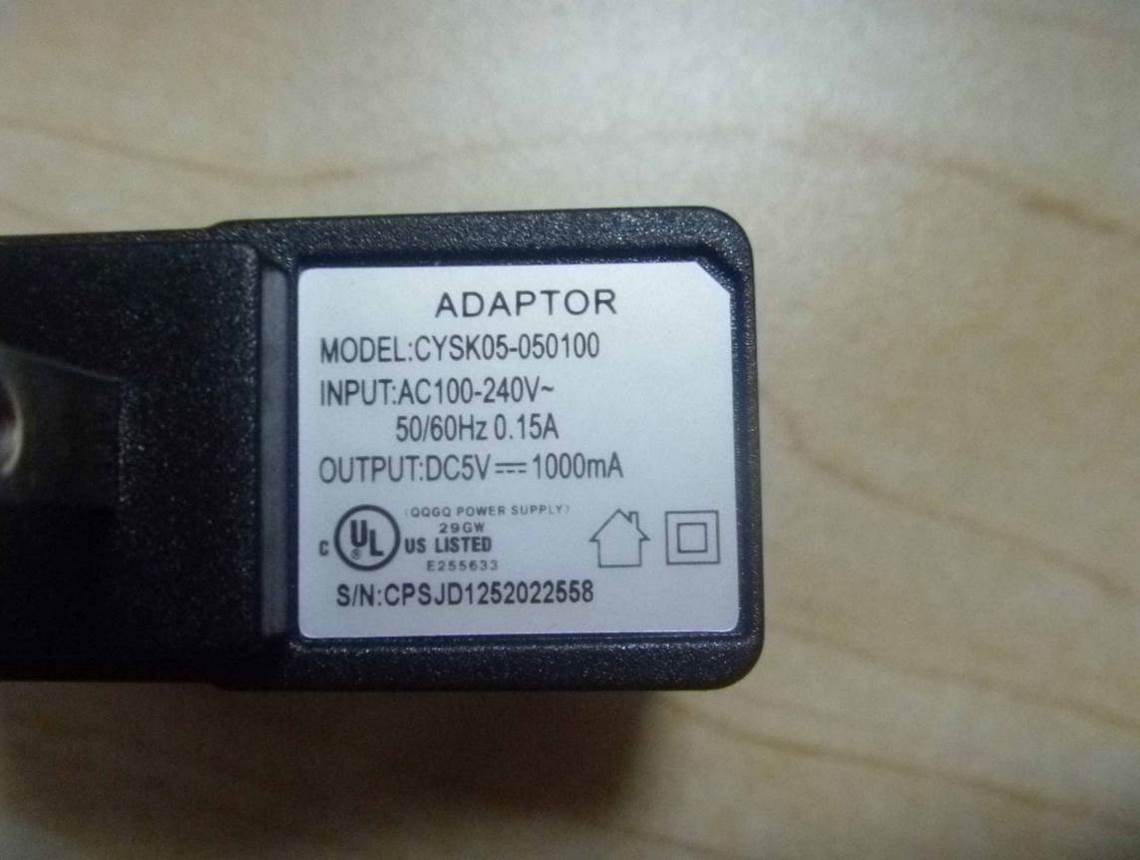 ADAPTOR
MODEL:CYSK05-050100
INPUT:AC100-240V~
50/60Hz 0.15A
OUTPUT:DC5V⎓1000mA
(QQGQ POWER SUPPLY)
29GW
C UL ® US LISTED
E255633
S/N:CPSJD1252022558